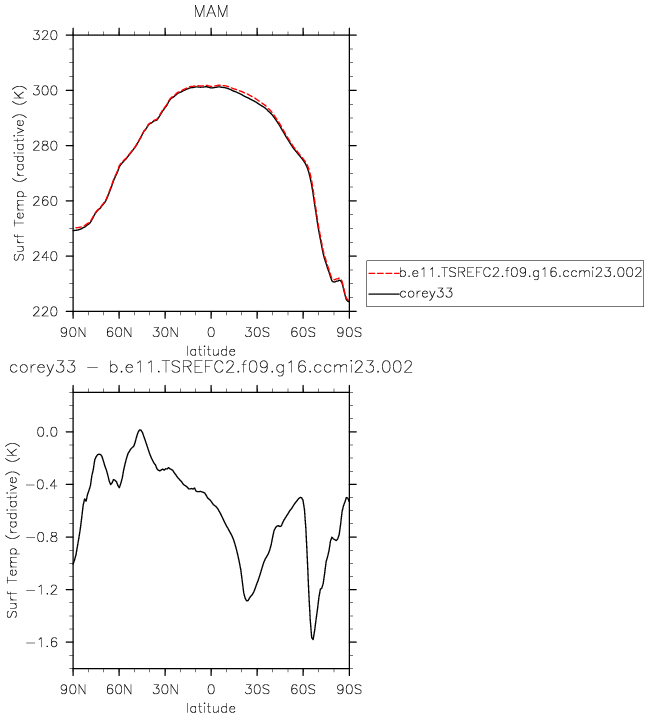 MAM
320
300
280
260
240
220
Surf Temp (radiative) (K)
90N 60N 30N 0 30S 60S 90S
latitude
b.e11.TSREFC2.f09.g16.ccmi23.002
corey33
corey33 − b.e11.TSREFC2.f09.g16.ccmi23.002
0.0
−0.4
−0.8
−1.2
−1.6
Surf Temp (radiative) (K)
90N 60N 30N 0 30S 60S 90S
latitude